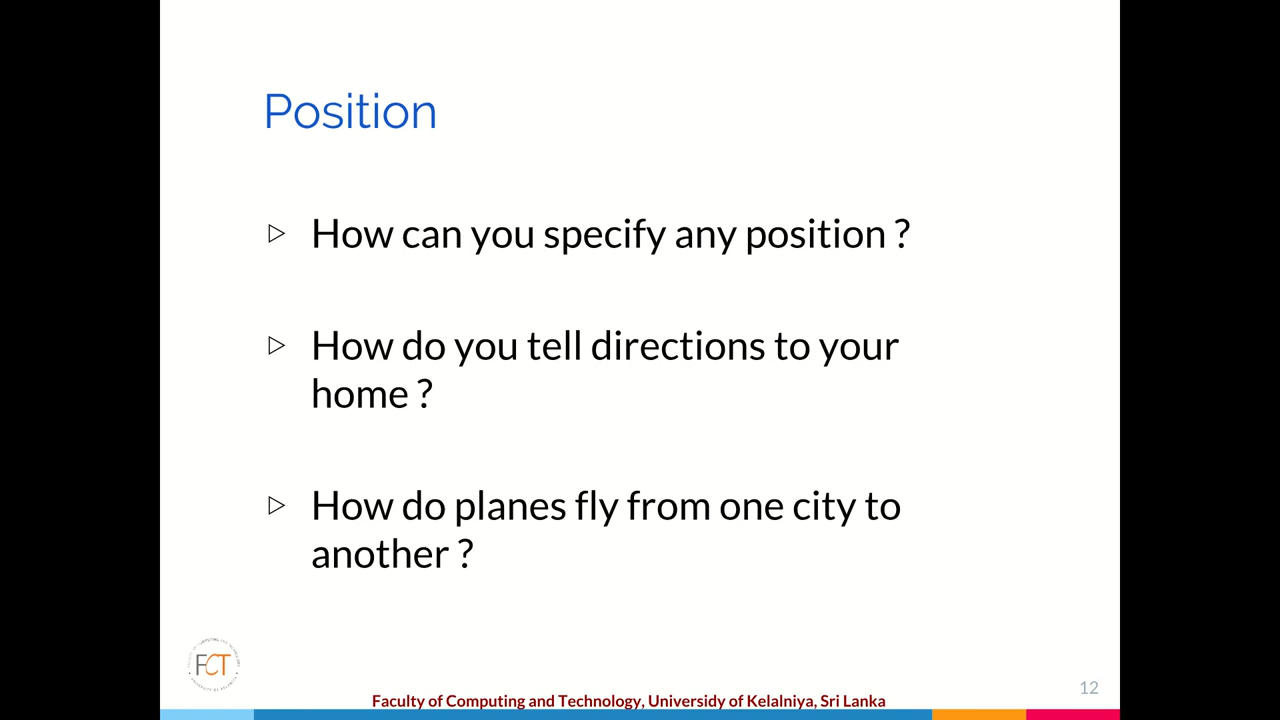 Position
▷ How can you specify any position ?
▷ How do you tell directions to your
home ?
▷ How do planes fly from one city to
another ?
FCT
12
Faculty of Computing and Technology, Universidy of Kelalniya, Sri Lanka